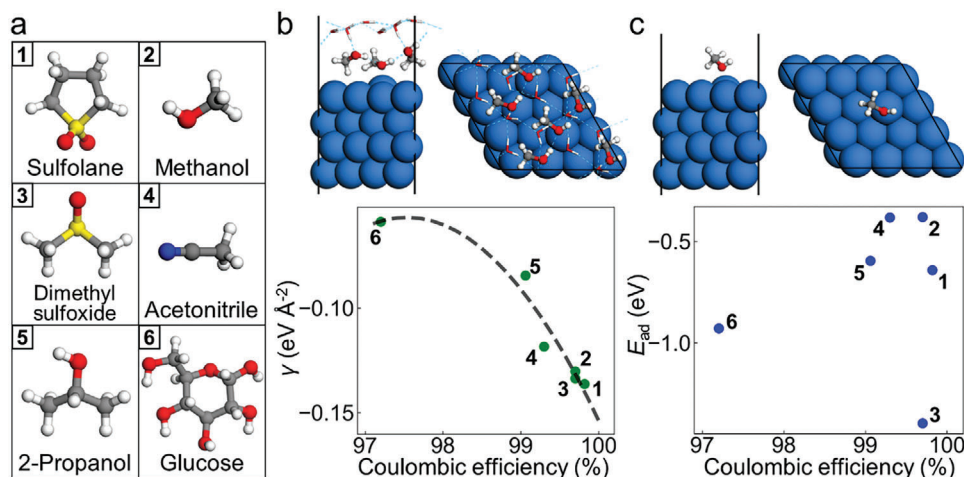 a
1
Sulfolane
2
Methanol
3
Dimethyl
sulfoxide
4
Acetonitrile
5
2-Propanol
6
Glucose
b
γ (eV Å⁻²)
−0.10
−0.15
6
5
4
2
3
1
97
98
99
100
Coulombic efficiency (%)
c
E_ad (eV)
−0.5
−1.0
4
2
5
1
6
3
97
98
99
100
Coulombic efficiency (%)